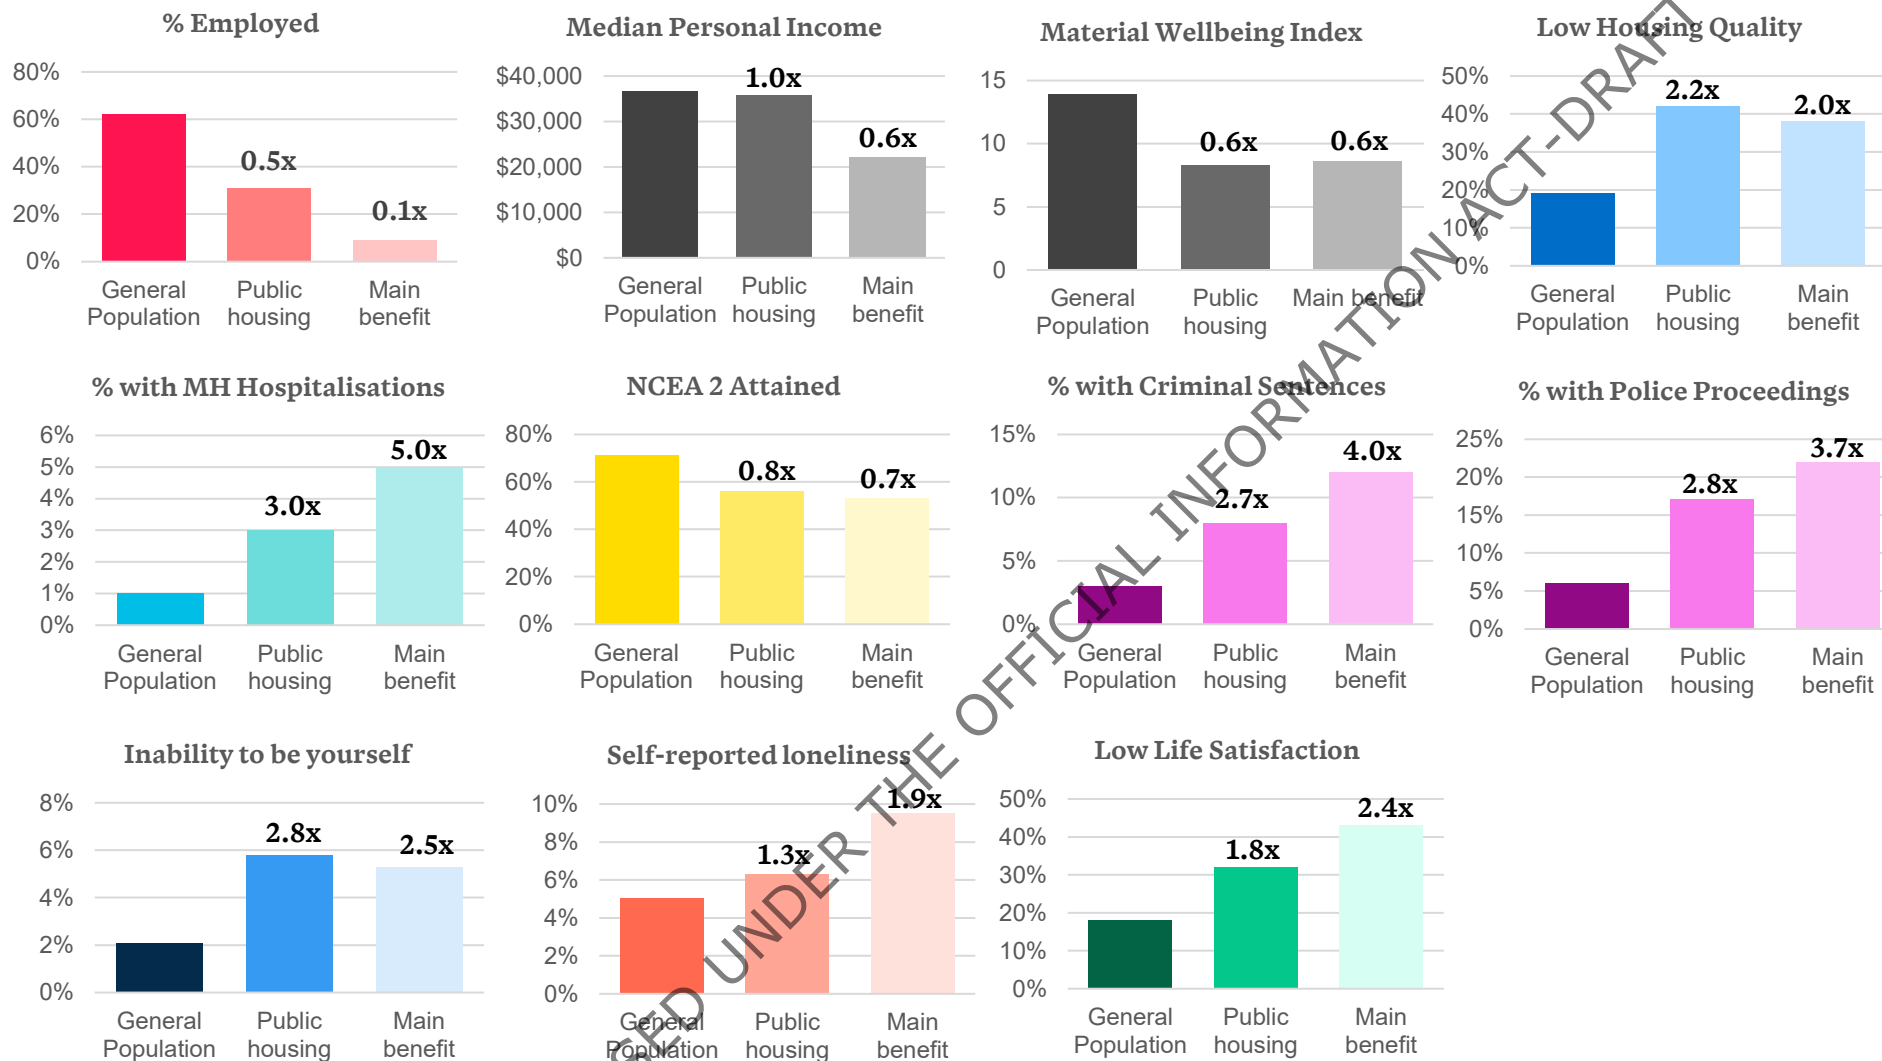 % Employed
80%
60%
40%
20%
0%
0.5x
0.1x
General Population
Public housing
Main benefit
Median Personal Income
$40,000
$30,000
$20,000
$10,000
$0
1.0x
0.6x
General Population
Public housing
Main benefit
Material Wellbeing Index
15
10
5
0
0.6x
0.6x
General Population
Public housing
Main benefit
Low Housing Quality
50%
40%
30%
20%
10%
0%
2.2x
2.0x
General Population
Public housing
Main benefit
% with MH Hospitalisations
6%
5%
4%
3%
2%
1%
0%
3.0x
5.0x
General Population
Public housing
Main benefit
NCEA 2 Attained
80%
60%
40%
20%
0%
0.8x
0.7x
General Population
Public housing
Main benefit
% with Criminal Sentences
15%
10%
5%
0%
2.7x
4.0x
General Population
Public housing
Main benefit
% with Police Proceedings
25%
20%
15%
10%
5%
0%
2.8x
3.7x
General Population
Public housing
Main benefit
Inability to be yourself
8%
6%
4%
2%
0%
2.8x
2.5x
General Population
Public housing
Main benefit
Self-reported loneliness
10%
8%
6%
4%
2%
0%
1.3x
1.9x
General Population
Public housing
Main benefit
Low Life Satisfaction
50%
40%
30%
20%
10%
0%
1.8x
2.4x
General Population
Public housing
Main benefit
SED UNDER THE OFFICIAL INFORMATION ACT-DRAFT